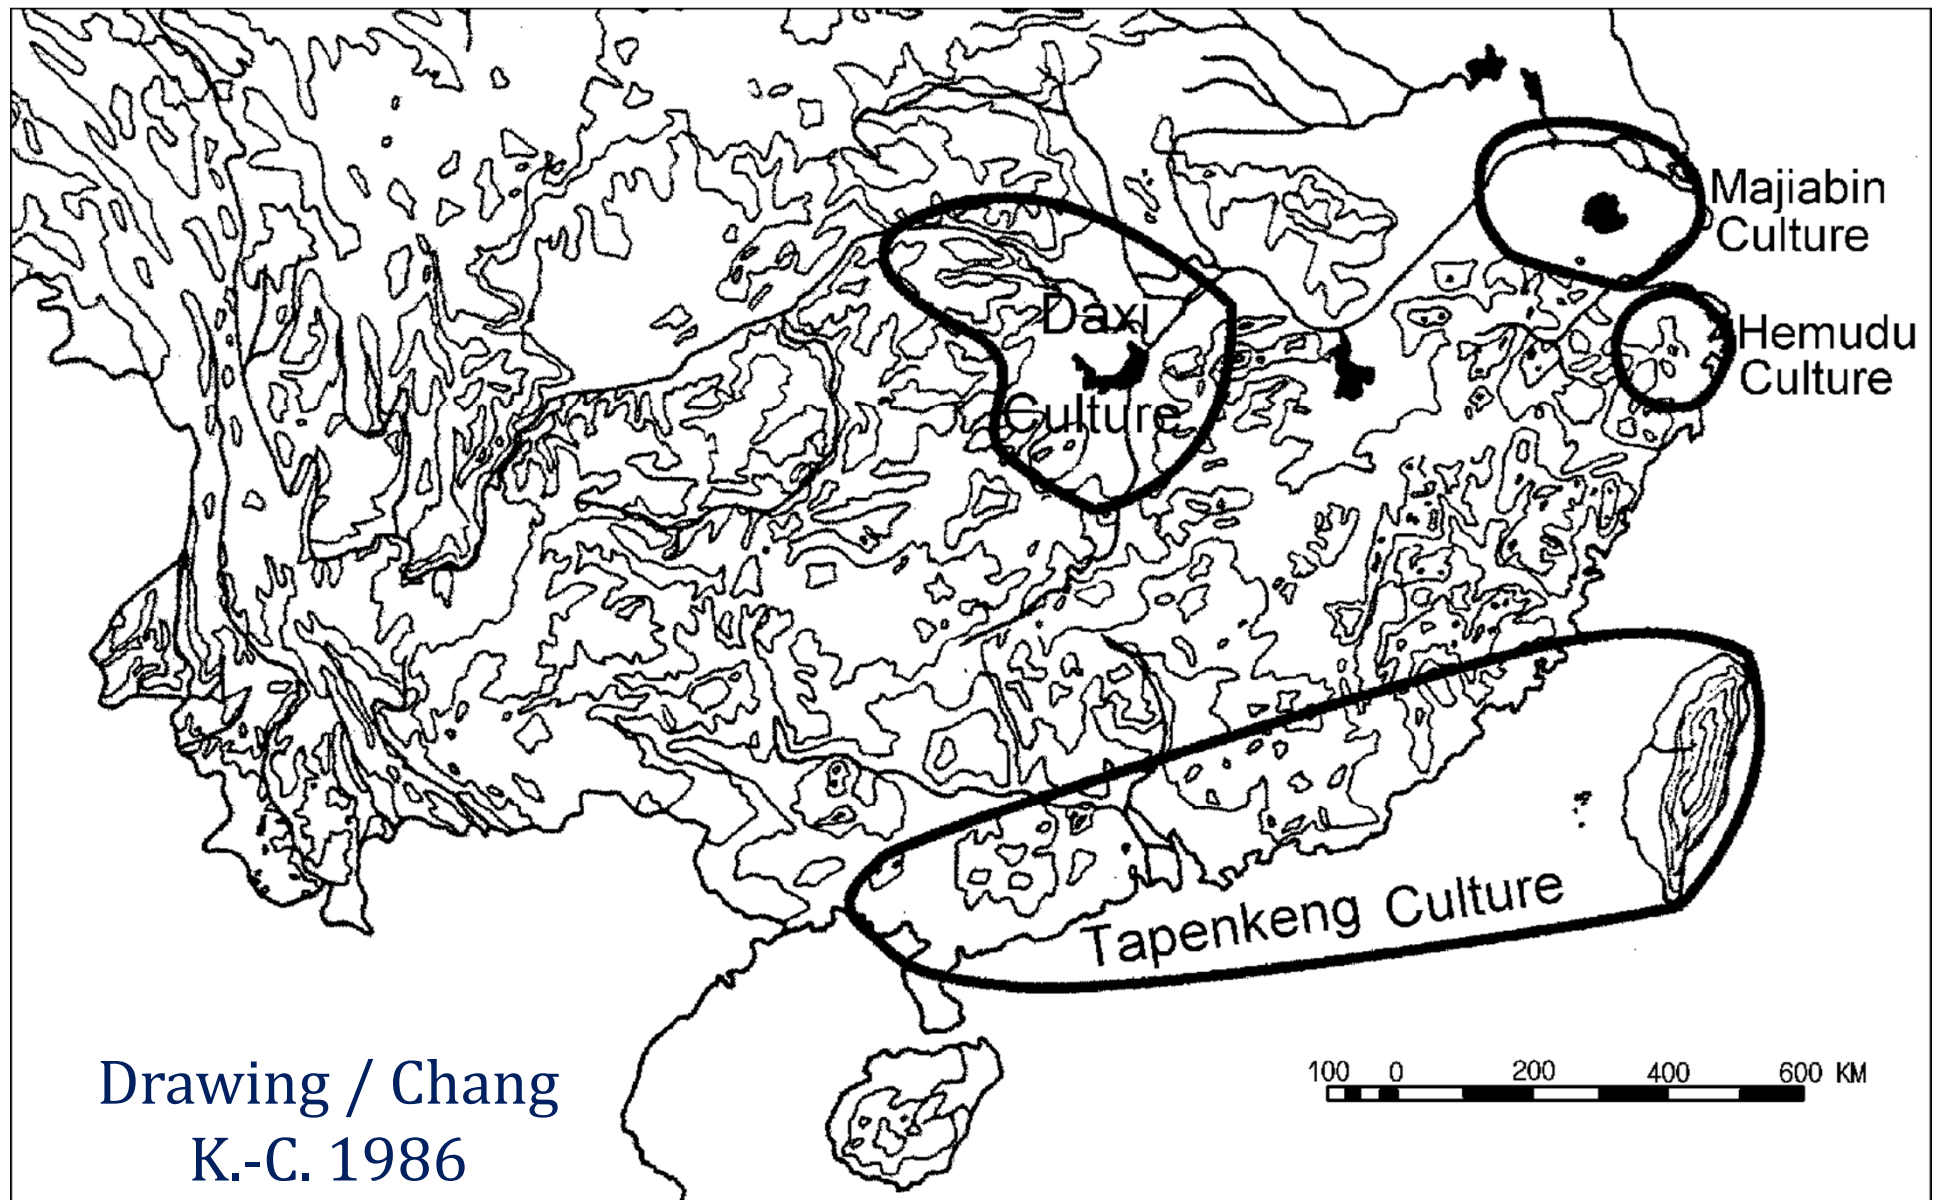 Majiabin
Culture
Daxi
Culture
Hemudu
Culture
Tapenkeng Culture
100 0 200 400 600 KM
Drawing / Chang
K.-C. 1986